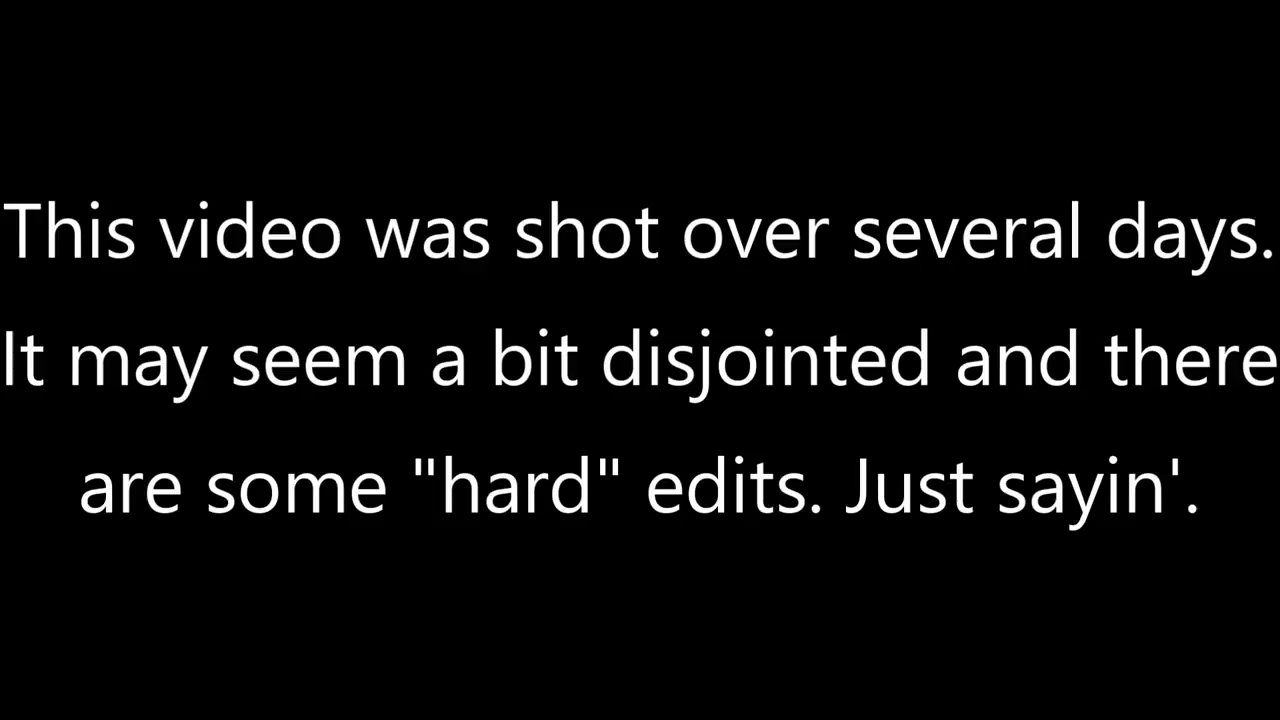 This video was shot over several days.
It may seem a bit disjointed and there
are some "hard" edits. Just sayin'.